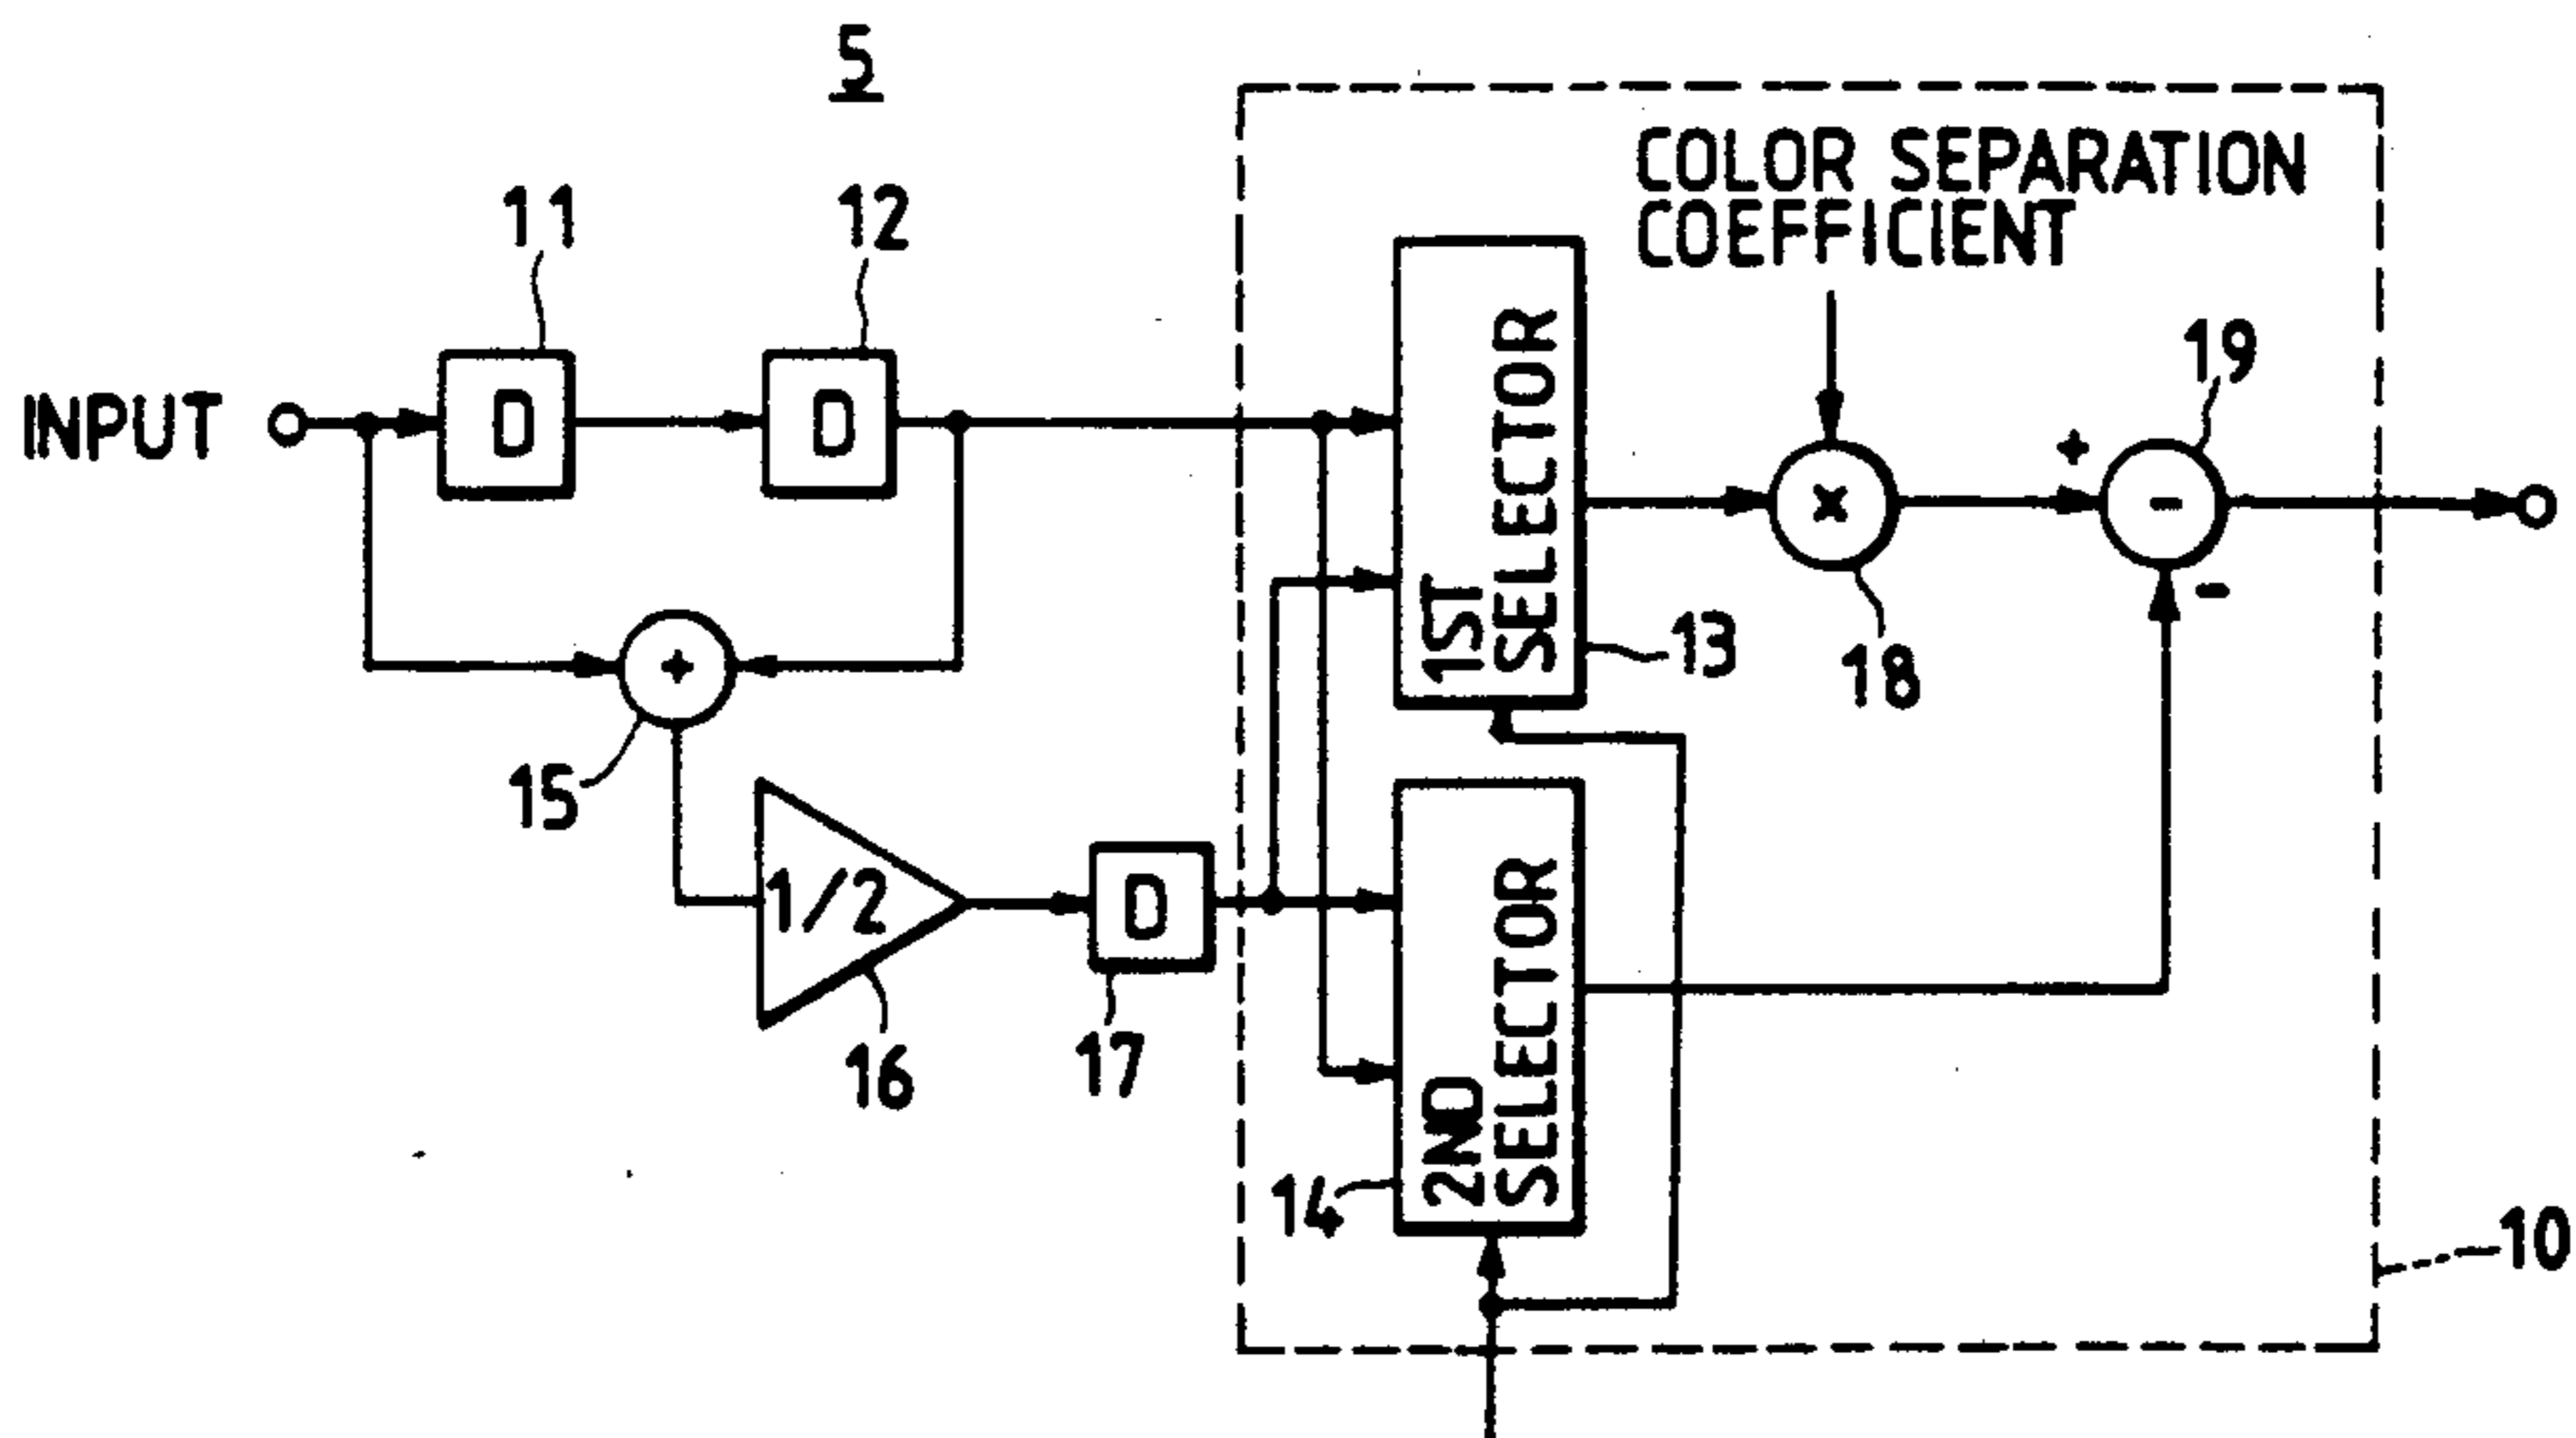 5
COLOR SEPARATION
COEFFICIENT
11
12
19
INPUT
D
D
×
+
-
-
1ST
SELECTOR
13
18
+
15
1/2
16
D
17
2ND
SELECTOR
14
10